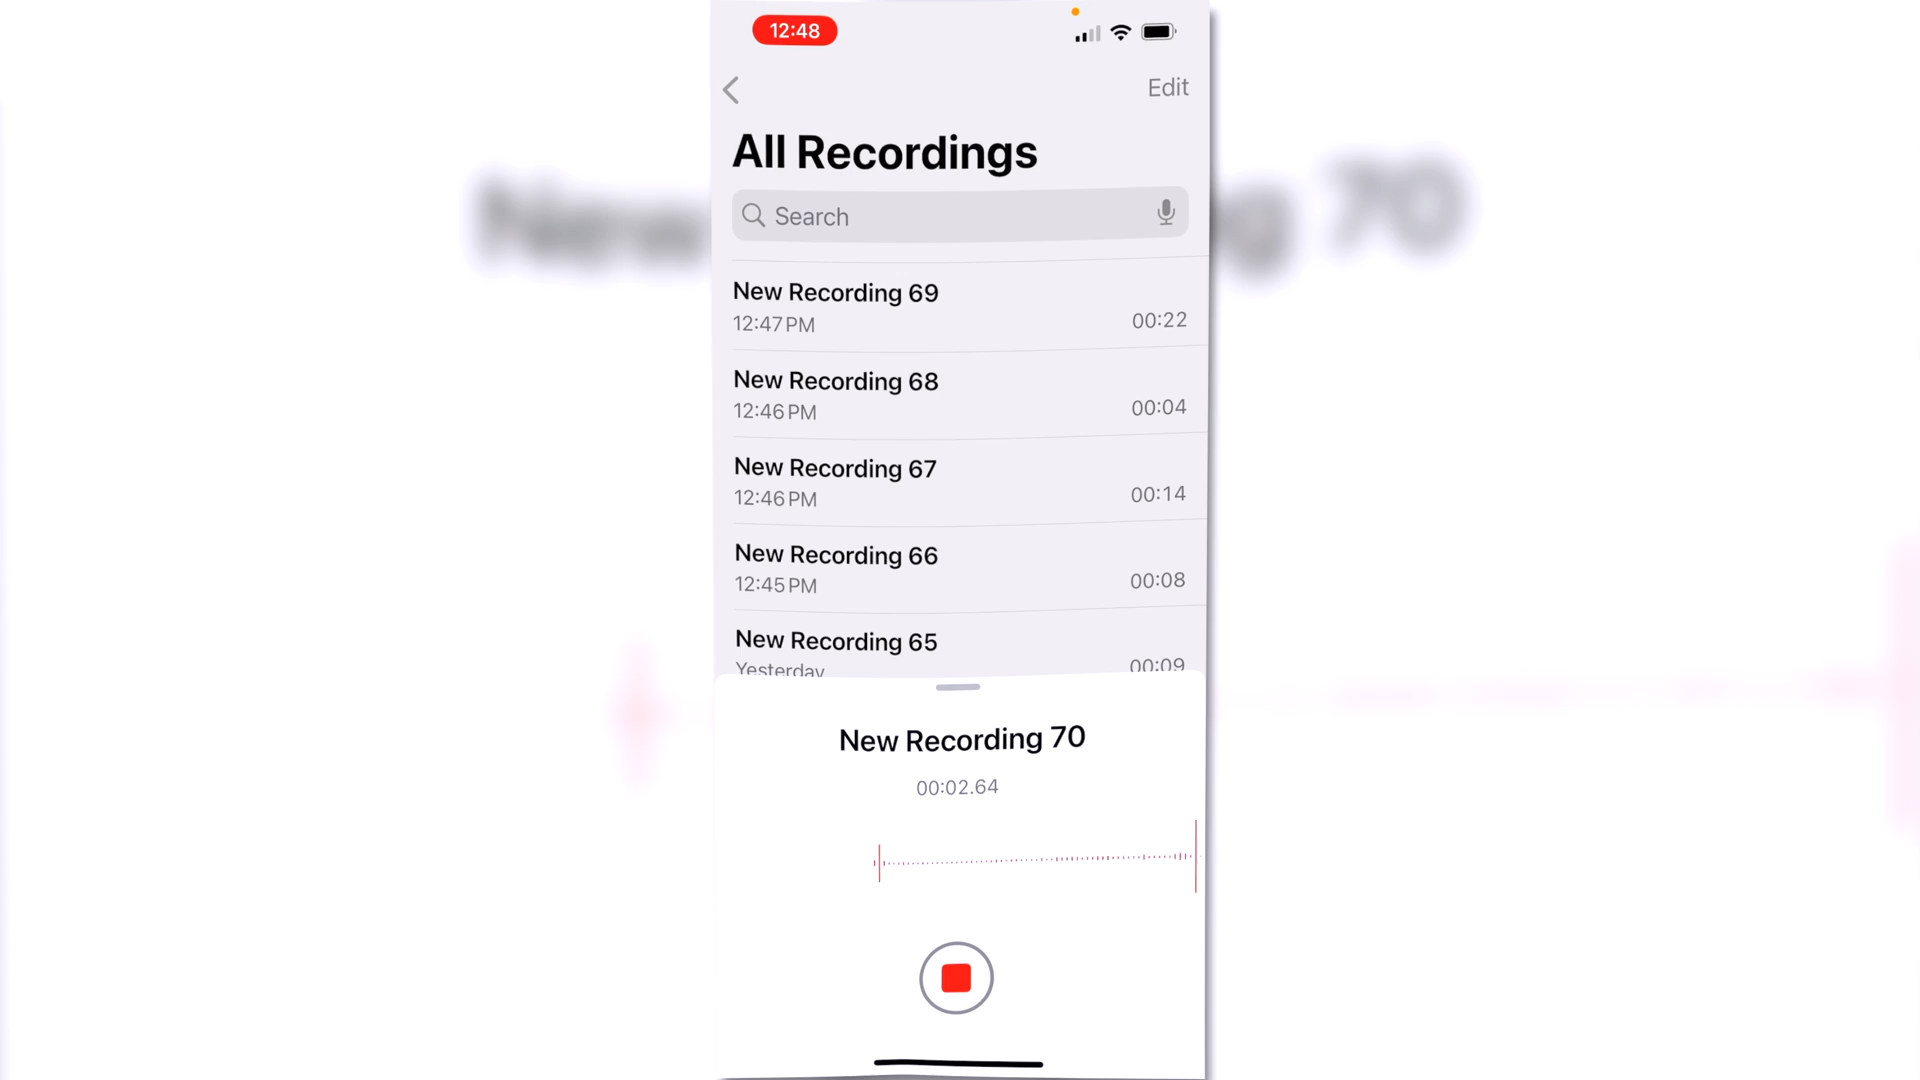 12:48
Edit
All Recordings
Search
New Recording 69
12:47 PM
00:22
New Recording 68
12:46 PM
00:04
New Recording 67
12:46 PM
00:14
New Recording 66
12:45 PM
00:08
New Recording 65
Yesterday
00:09
New Recording 70
00:02.64